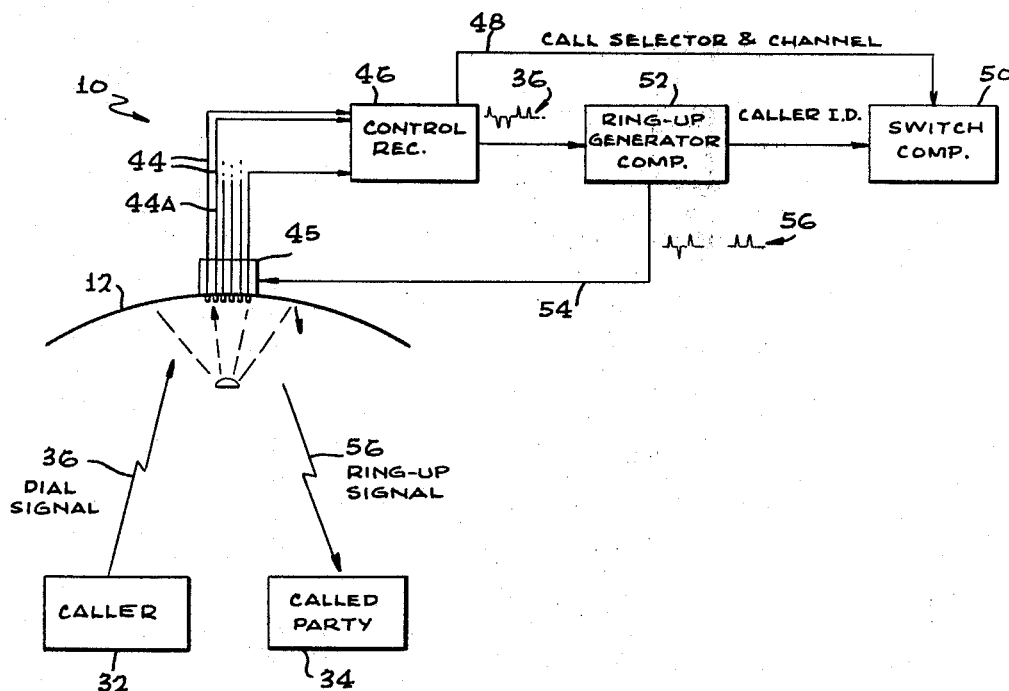 48
CALL SELECTOR & CHANNEL
10
46
36
52
50
CONTROL
REC.
RING-UP
GENERATOR
COMP.
CALLER I.D.
SWITCH
COMP.
44
44A
45
56
12
54
36
DIAL
SIGNAL
56
RING-UP
SIGNAL
CALLER
CALLED
PARTY
32
34